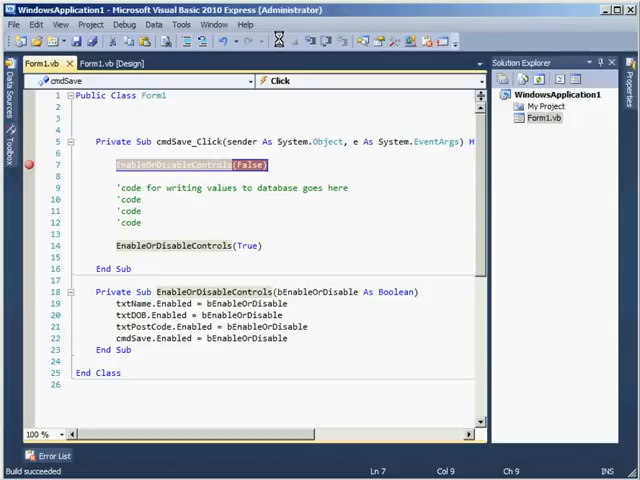 WindowsApplication1 - Microsoft Visual Basic 2010 Express (Administrator)
File Edit View Project Debug Data Tools Window Help
Form1.vb Form1.vb [Design]
Solution Explorer
cmdSave Click
Data Sources
Toolbox
Properties
WindowsApplication1
My Project
Form1.vb
1 Public Class Form1
2
3
4
5 Private Sub cmdSave_Click(sender As System.Object, e As System.EventArgs) H
6
7 EnableOrDisableControls(False)
8
9 'code for writing values to database goes here
10 'code
11 'code
12 'code
13
14 EnableOrDisableControls(True)
15
16 End Sub
17
18 Private Sub EnableOrDisableControls(bEnableOrDisable As Boolean)
19 txtName.Enabled = bEnableOrDisable
20 txtDOB.Enabled = bEnableOrDisable
21 txtPostCode.Enabled = bEnableOrDisable
22 cmdSave.Enabled = bEnableOrDisable
23 End Sub
24
25 End Class
26
100 %
Error List
Build succeeded Ln 7 Col 9 Ch 9 INS